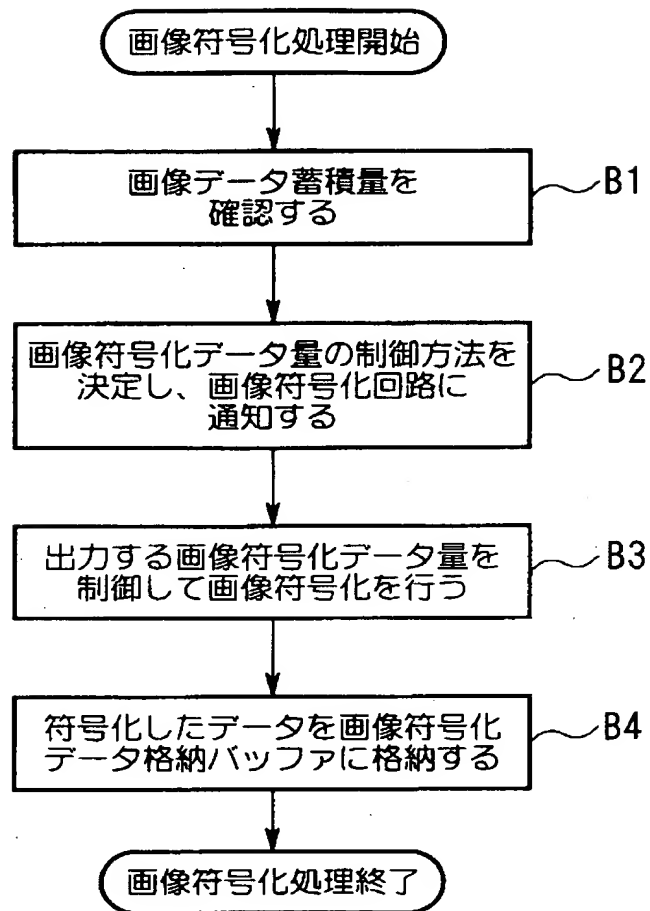 画像符号化処理開始
画像データ蓄積量を
確認する
B1
画像符号化データ量の制御方法を
決定し、画像符号化回路に
通知する
B2
出力する画像符号化データ量を
制御して画像符号化を行う
B3
符号化したデータを画像符号化
データ格納バッファに格納する
B4
画像符号化処理終了